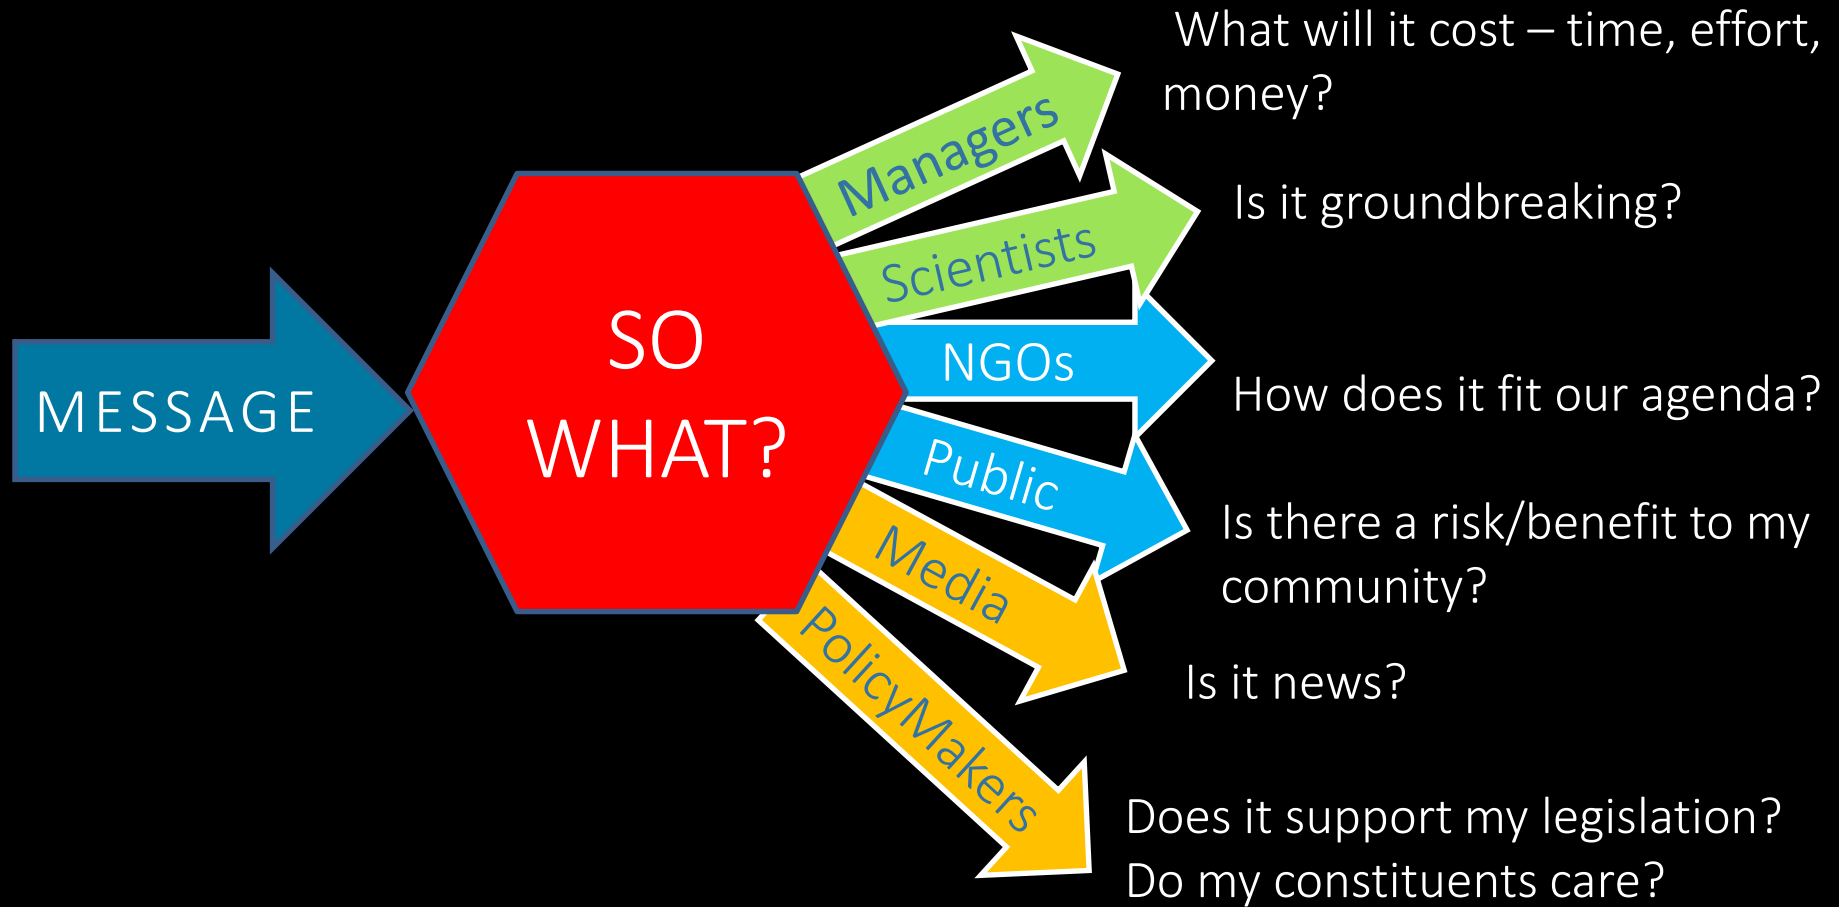 MESSAGE
SO
WHAT?
Managers
What will it cost – time, effort,
money?
Scientists
Is it groundbreaking?
NGOs
How does it fit our agenda?
Public
Is there a risk/benefit to my
community?
Media
Is it news?
PolicyMakers
Does it support my legislation?
Do my constituents care?